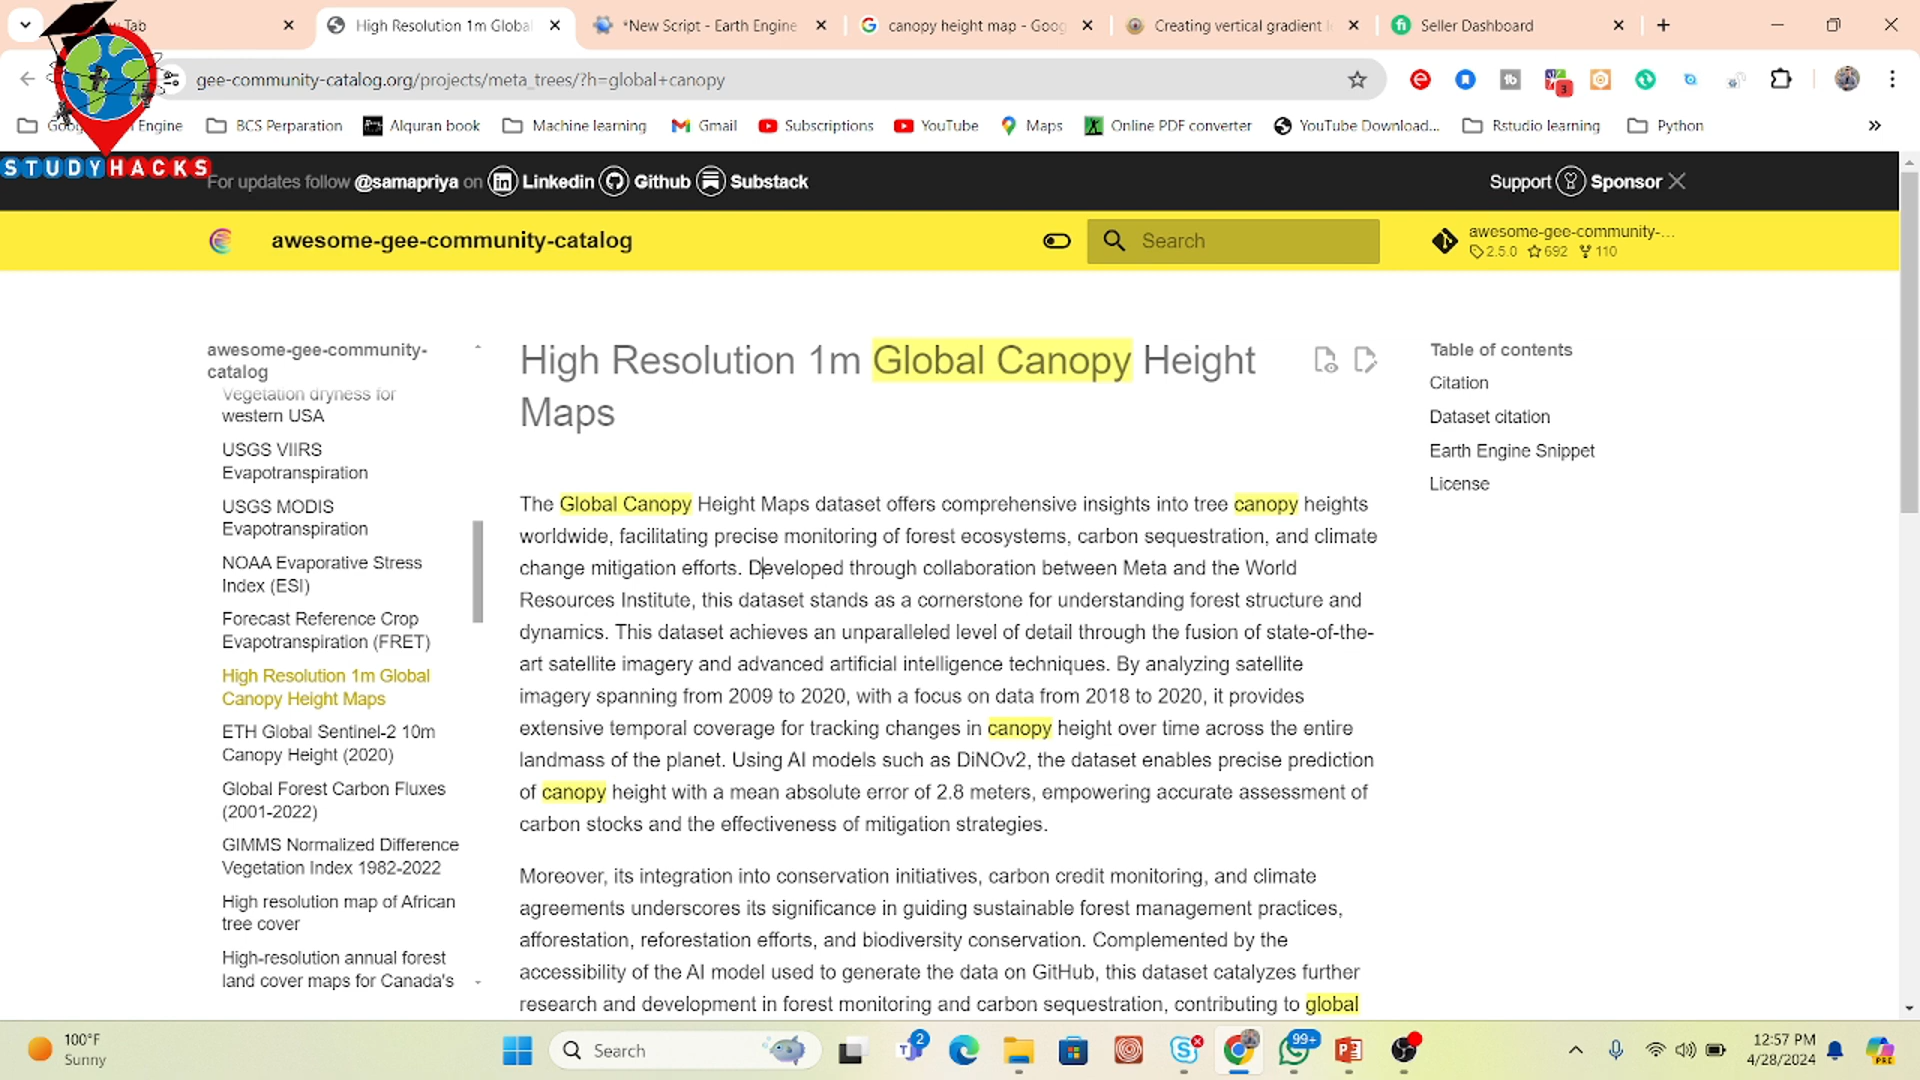 Tab
High Resolution 1m Global
*New Script - Earth Engine
canopy height map - Goog
Creating vertical gradient l
Seller Dashboard
gee-community-catalog.org/projects/meta_trees/?h=global+canopy
3
Engine
BCS Perparation
Alquran book
Machine learning
Gmail
Subscriptions
YouTube
Maps
Online PDF converter
YouTube Download...
Rstudio learning
Python
STUDYHACKS
For updates follow @samapriya on Linkedin Github Substack
Support Sponsor
awesome-gee-community-catalog
Search
awesome-gee-community-...
2.5.0 692 110
awesome-gee-community-
catalog
Vegetation dryness for
western USA
USGS VIIRS
Evapotranspiration
USGS MODIS
Evapotranspiration
NOAA Evaporative Stress
Index (ESI)
Forecast Reference Crop
Evapotranspiration (FRET)
High Resolution 1m Global
Canopy Height Maps
ETH Global Sentinel-2 10m
Canopy Height (2020)
Global Forest Carbon Fluxes
(2001-2022)
GIMMS Normalized Difference
Vegetation Index 1982-2022
High resolution map of African
tree cover
High-resolution annual forest
land cover maps for Canada's
High Resolution 1m Global Canopy Height
Maps
The Global Canopy Height Maps dataset offers comprehensive insights into tree canopy heights
worldwide, facilitating precise monitoring of forest ecosystems, carbon sequestration, and climate
change mitigation efforts. Developed through collaboration between Meta and the World
Resources Institute, this dataset stands as a cornerstone for understanding forest structure and
dynamics. This dataset achieves an unparalleled level of detail through the fusion of state-of-the-
art satellite imagery and advanced artificial intelligence techniques. By analyzing satellite
imagery spanning from 2009 to 2020, with a focus on data from 2018 to 2020, it provides
extensive temporal coverage for tracking changes in canopy height over time across the entire
landmass of the planet. Using AI models such as DiNOv2, the dataset enables precise prediction
of canopy height with a mean absolute error of 2.8 meters, empowering accurate assessment of
carbon stocks and the effectiveness of mitigation strategies.
Moreover, its integration into conservation initiatives, carbon credit monitoring, and climate
agreements underscores its significance in guiding sustainable forest management practices,
afforestation, reforestation efforts, and biodiversity conservation. Complemented by the
accessibility of the AI model used to generate the data on GitHub, this dataset catalyzes further
research and development in forest monitoring and carbon sequestration, contributing to global
Table of contents
Citation
Dataset citation
Earth Engine Snippet
License
100°F
Sunny
Search
2
99+
12:57 PM
4/28/2024
PRE